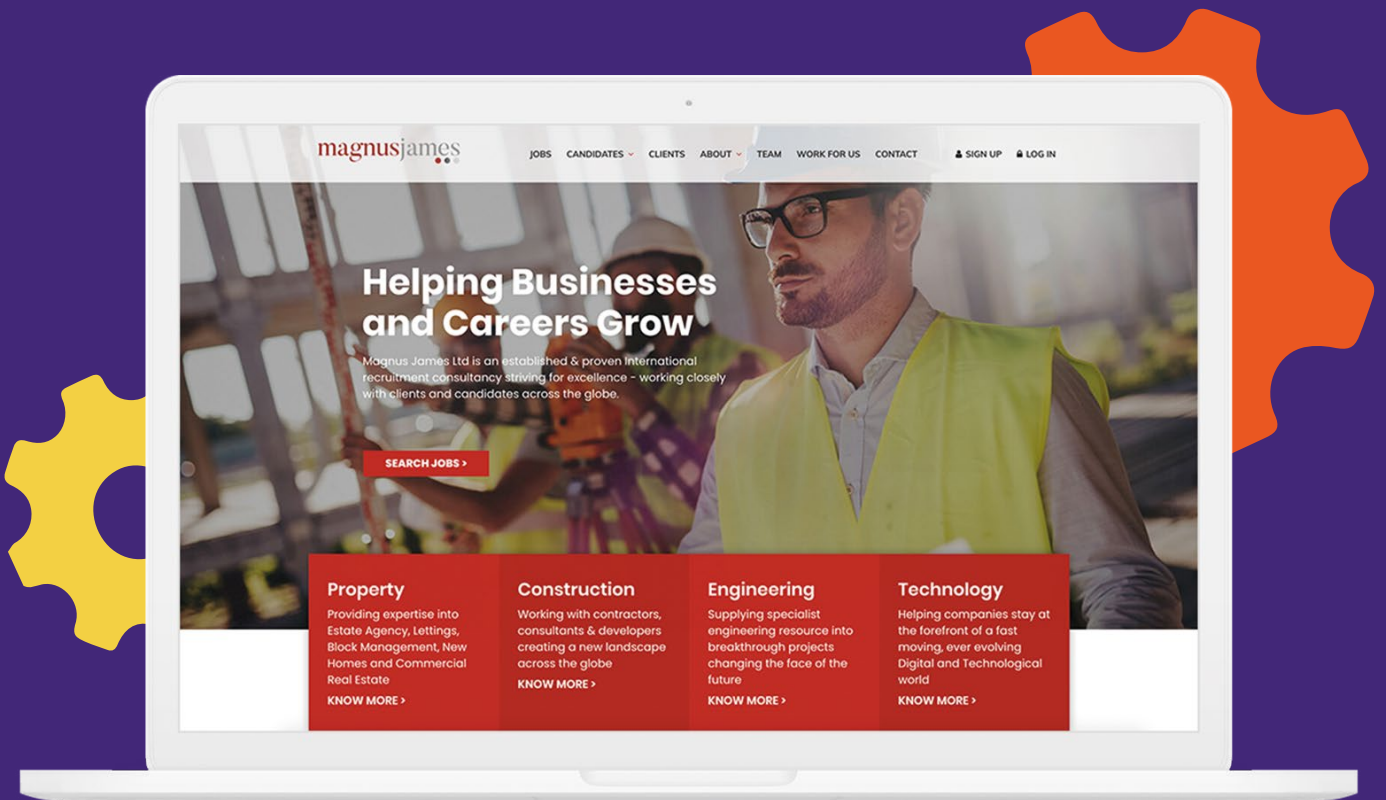 magnusjames
JOBS CANDIDATES CLIENTS ABOUT TEAM WORK FOR US CONTACT SIGN UP LOG IN
Helping Businesses
and Careers Grow
Magnus James Ltd is an established & proven International
recruitment consultancy striving for excellence - working closely
with clients and candidates across the globe.
SEARCH JOBS >
Property
Providing expertise into
Estate Agency, Lettings,
Block Management, New
Homes and Commercial
Real Estate
KNOW MORE >
Construction
Working with contractors,
consultants & developers
creating a new landscape
across the globe
KNOW MORE >
Engineering
Supplying specialist
engineering resource into
breakthrough projects
changing the face of the
future
KNOW MORE >
Technology
Helping companies stay at
the forefront of a fast
moving, ever evolving
Digital and Technological
world
KNOW MORE >